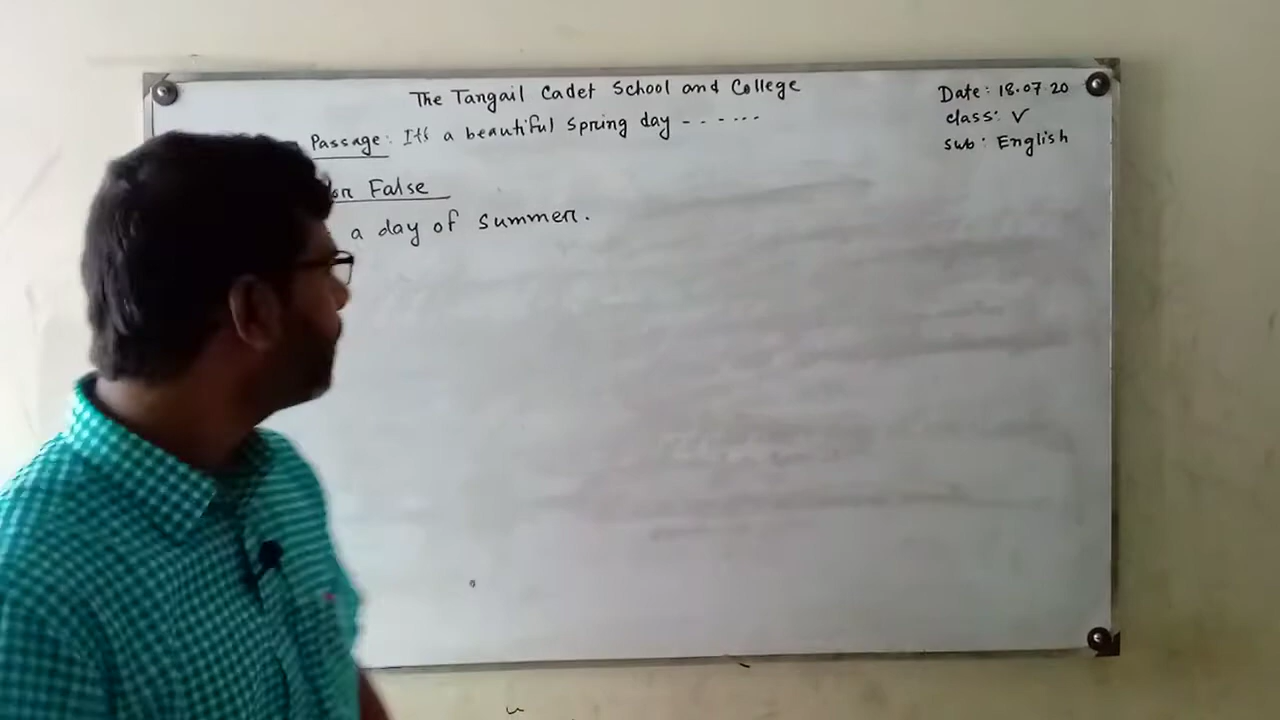 The Tangail Cadet School and College
Date: 18.07.20
Passage: It's a beautiful spring day - - - - - -
class: V
sub: English
or False
a day of summer.